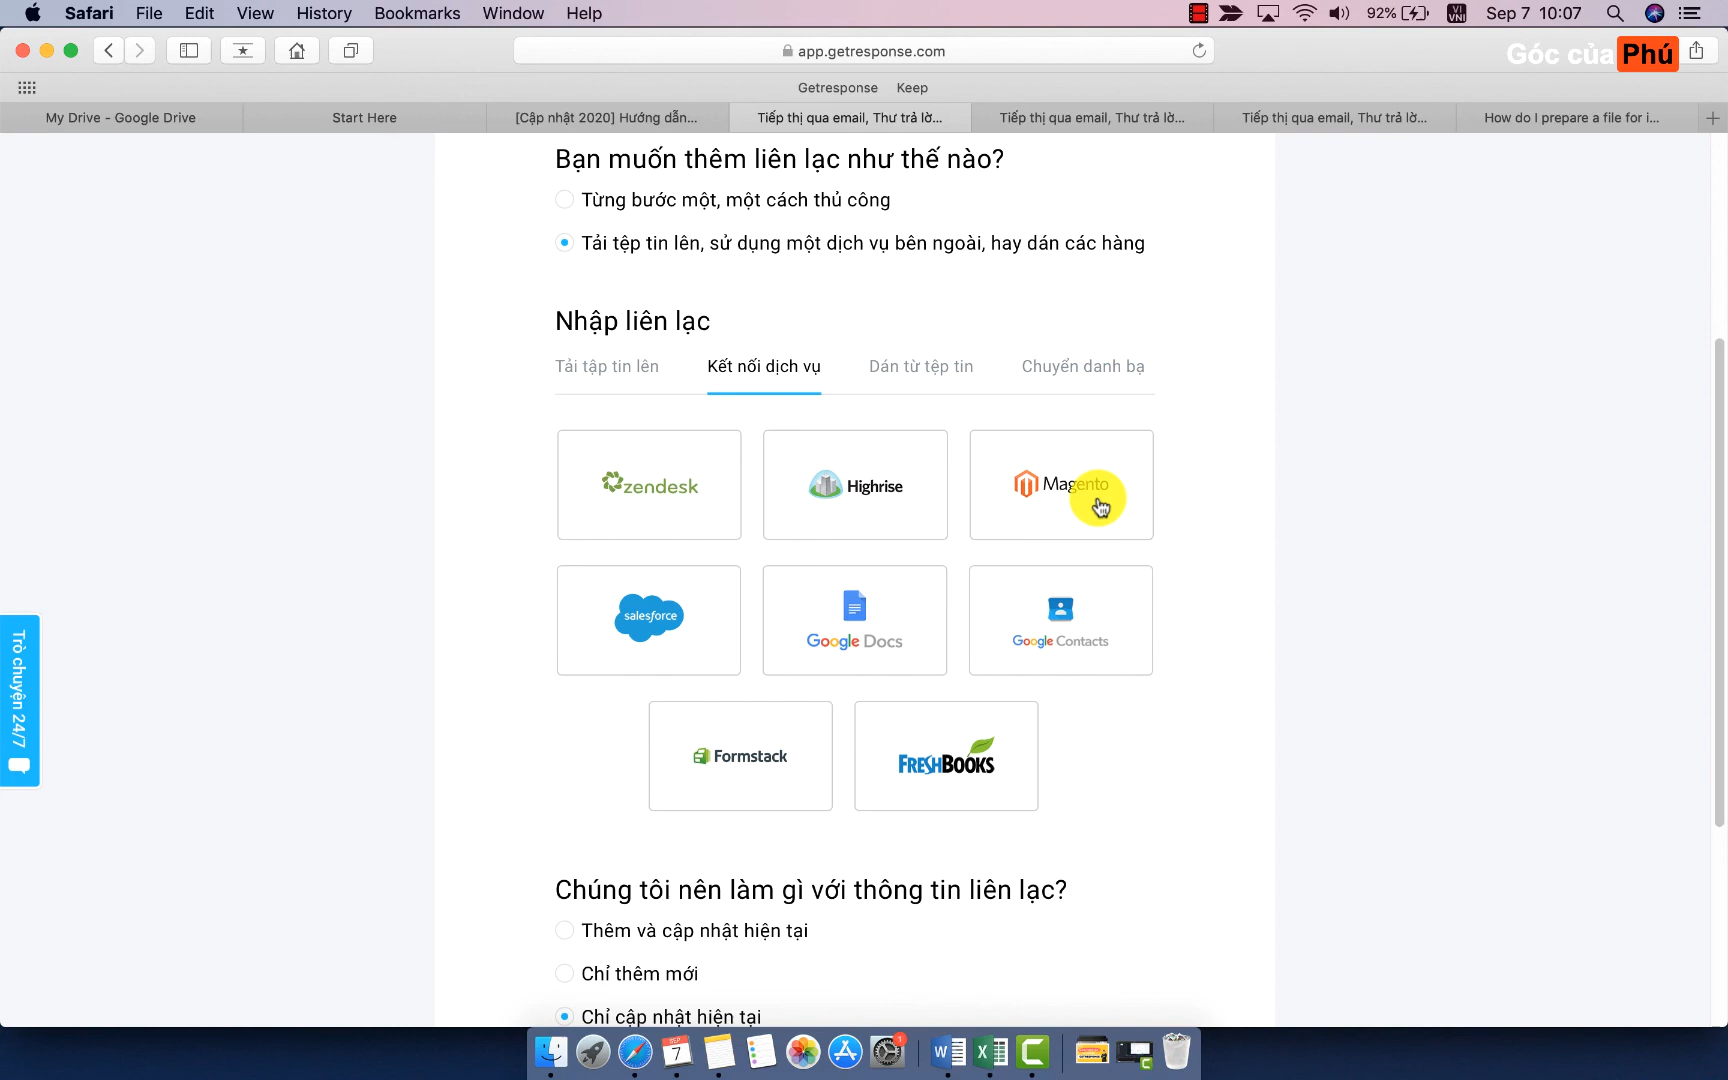 Safari File Edit View History Bookmarks Window Help 92% VI VNI Sep 7 10:07
app.getresponse.com
Góc của Phú
Getresponse Keep
My Drive - Google Drive Start Here [Cập nhật 2020] Hướng dẫn... Tiếp thị qua email, Thư trả lờ... Tiếp thị qua email, Thư trả lờ... Tiếp thị qua email, Thư trả lờ... How do I prepare a file for i...
Bạn muốn thêm liên lạc như thế nào?
Từng bước một, một cách thủ công
Tải tệp tin lên, sử dụng một dịch vụ bên ngoài, hay dán các hàng
Nhập liên lạc
Tải tập tin lên Kết nối dịch vụ Dán từ tệp tin Chuyển danh bạ
zendesk Highrise Magento
salesforce Google Docs Google Contacts
Formstack FRESHBOOKS
Trò chuyện 24/7
Chúng tôi nên làm gì với thông tin liên lạc?
Thêm và cập nhật hiện tại
Chỉ thêm mới
Chỉ cập nhật hiện tại
SEP 7 1 W X C